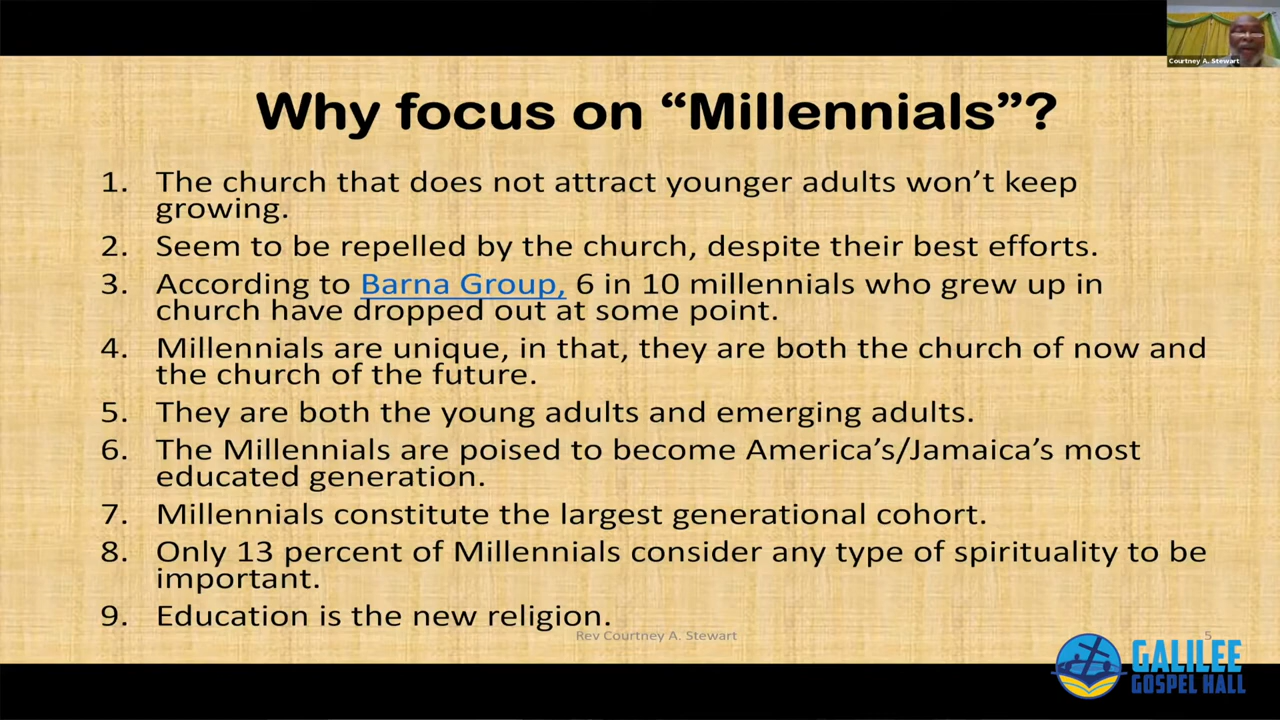 Courtney A. Stewart
Why focus on “Millennials”?
1. The church that does not attract younger adults won’t keep
growing.
2. Seem to be repelled by the church, despite their best efforts.
3. According to Barna Group, 6 in 10 millennials who grew up in
church have dropped out at some point.
4. Millennials are unique, in that, they are both the church of now and
the church of the future.
5. They are both the young adults and emerging adults.
6. The Millennials are poised to become America’s/Jamaica’s most
educated generation.
7. Millennials constitute the largest generational cohort.
8. Only 13 percent of Millennials consider any type of spirituality to be
important.
9. Education is the new religion.
Rev Courtney A. Stewart
5
GALILEE
GOSPEL HALL